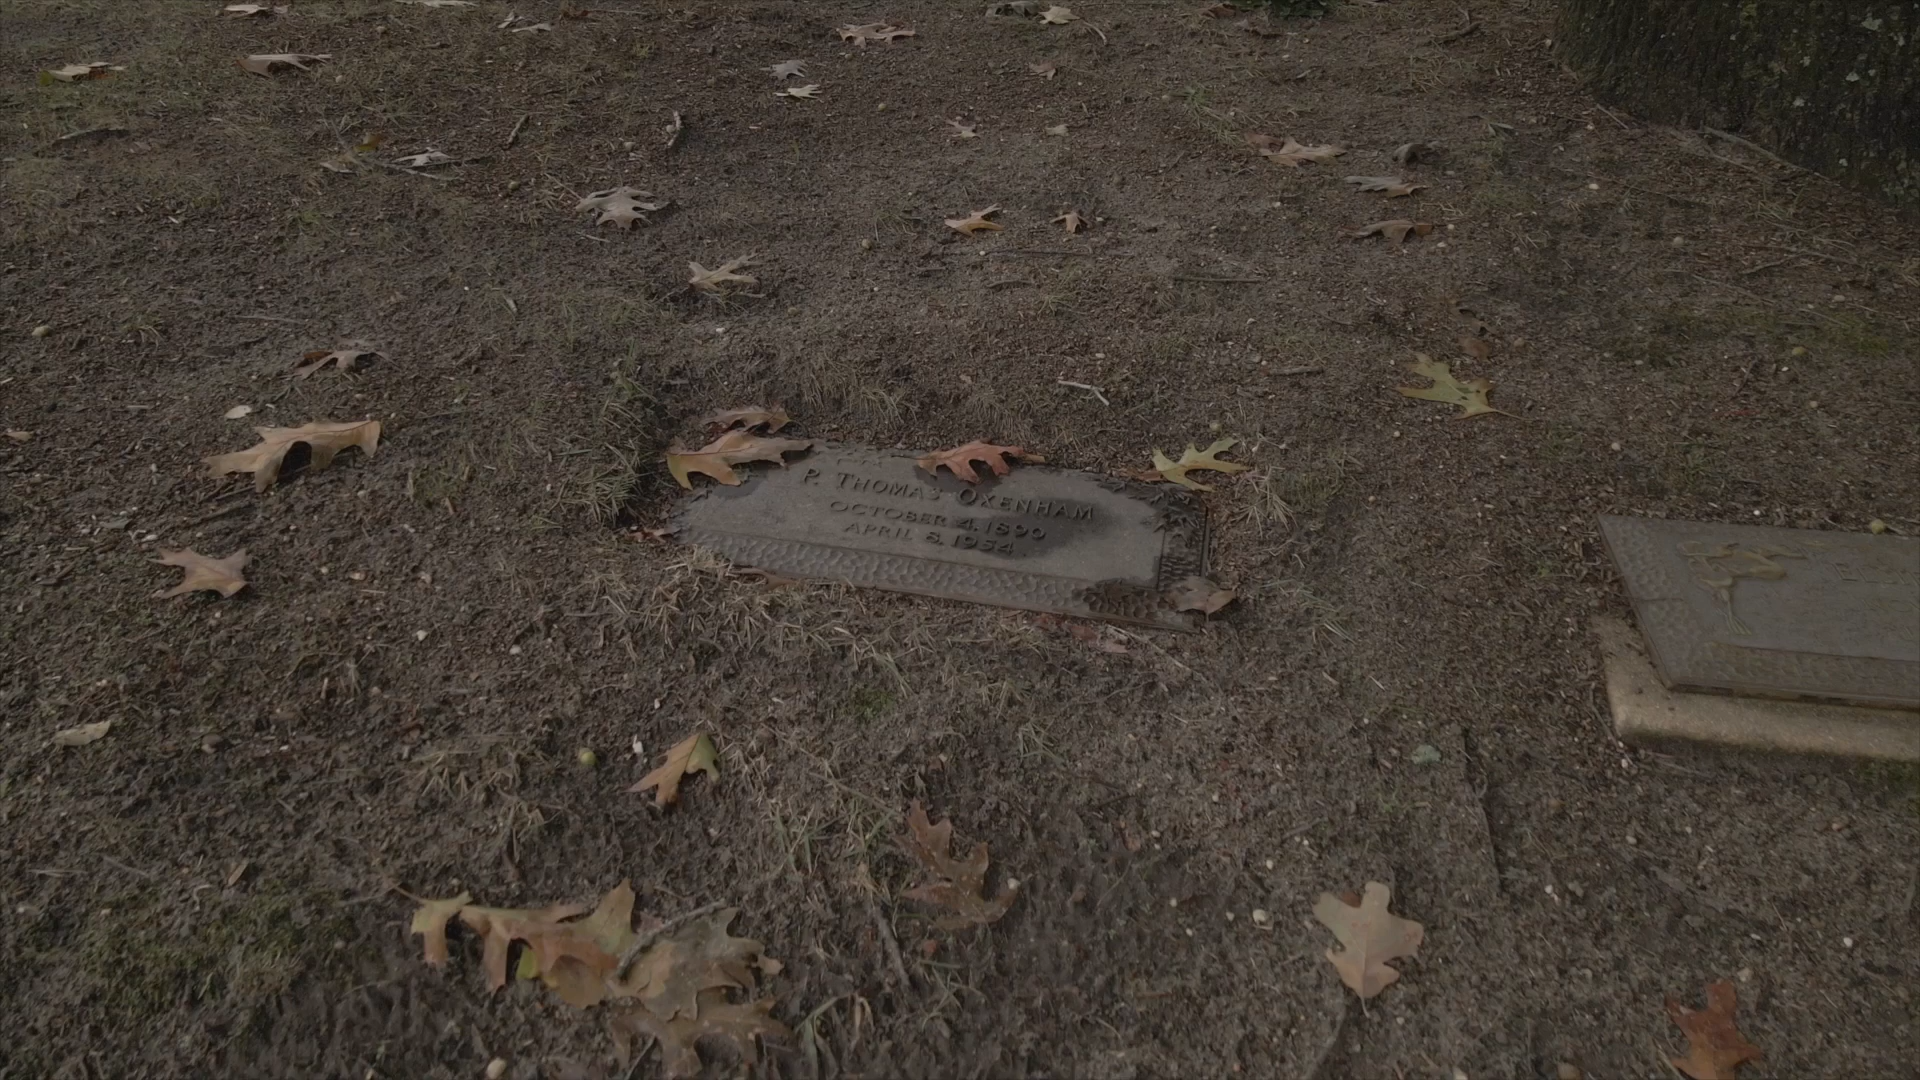 P. THOMAS OXENHAM
OCTOBER 4, 1890
APRIL 8, 1954